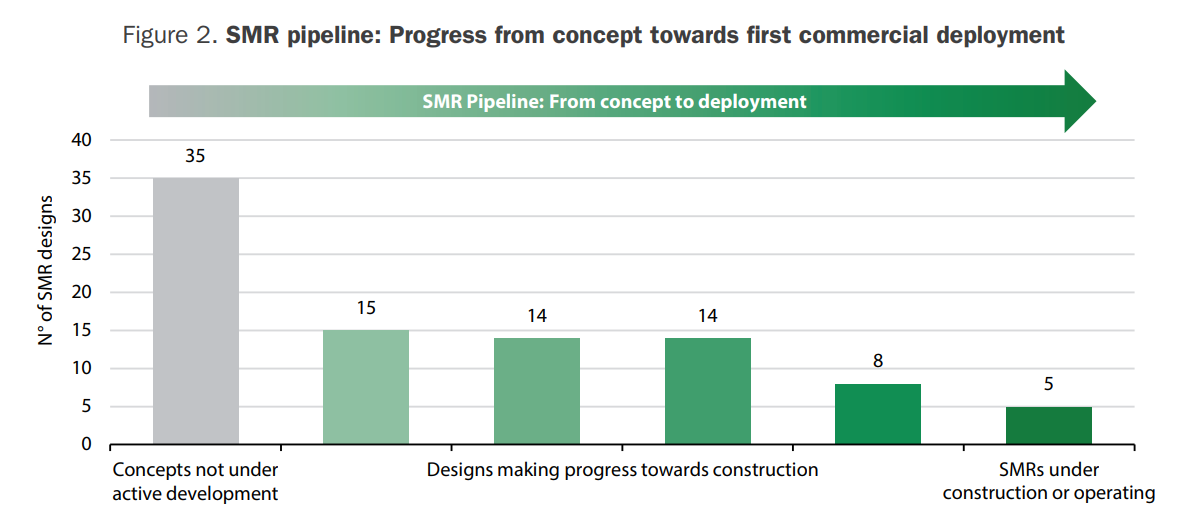 Figure 2. SMR pipeline: Progress from concept towards first commercial deployment
SMR Pipeline: From concept to deployment
N° of SMR designs
40
35
30
25
20
15
10
5
0
35
15
14
14
8
5
Concepts not under
active development
Designs making progress towards construction
SMRs under
construction or operating